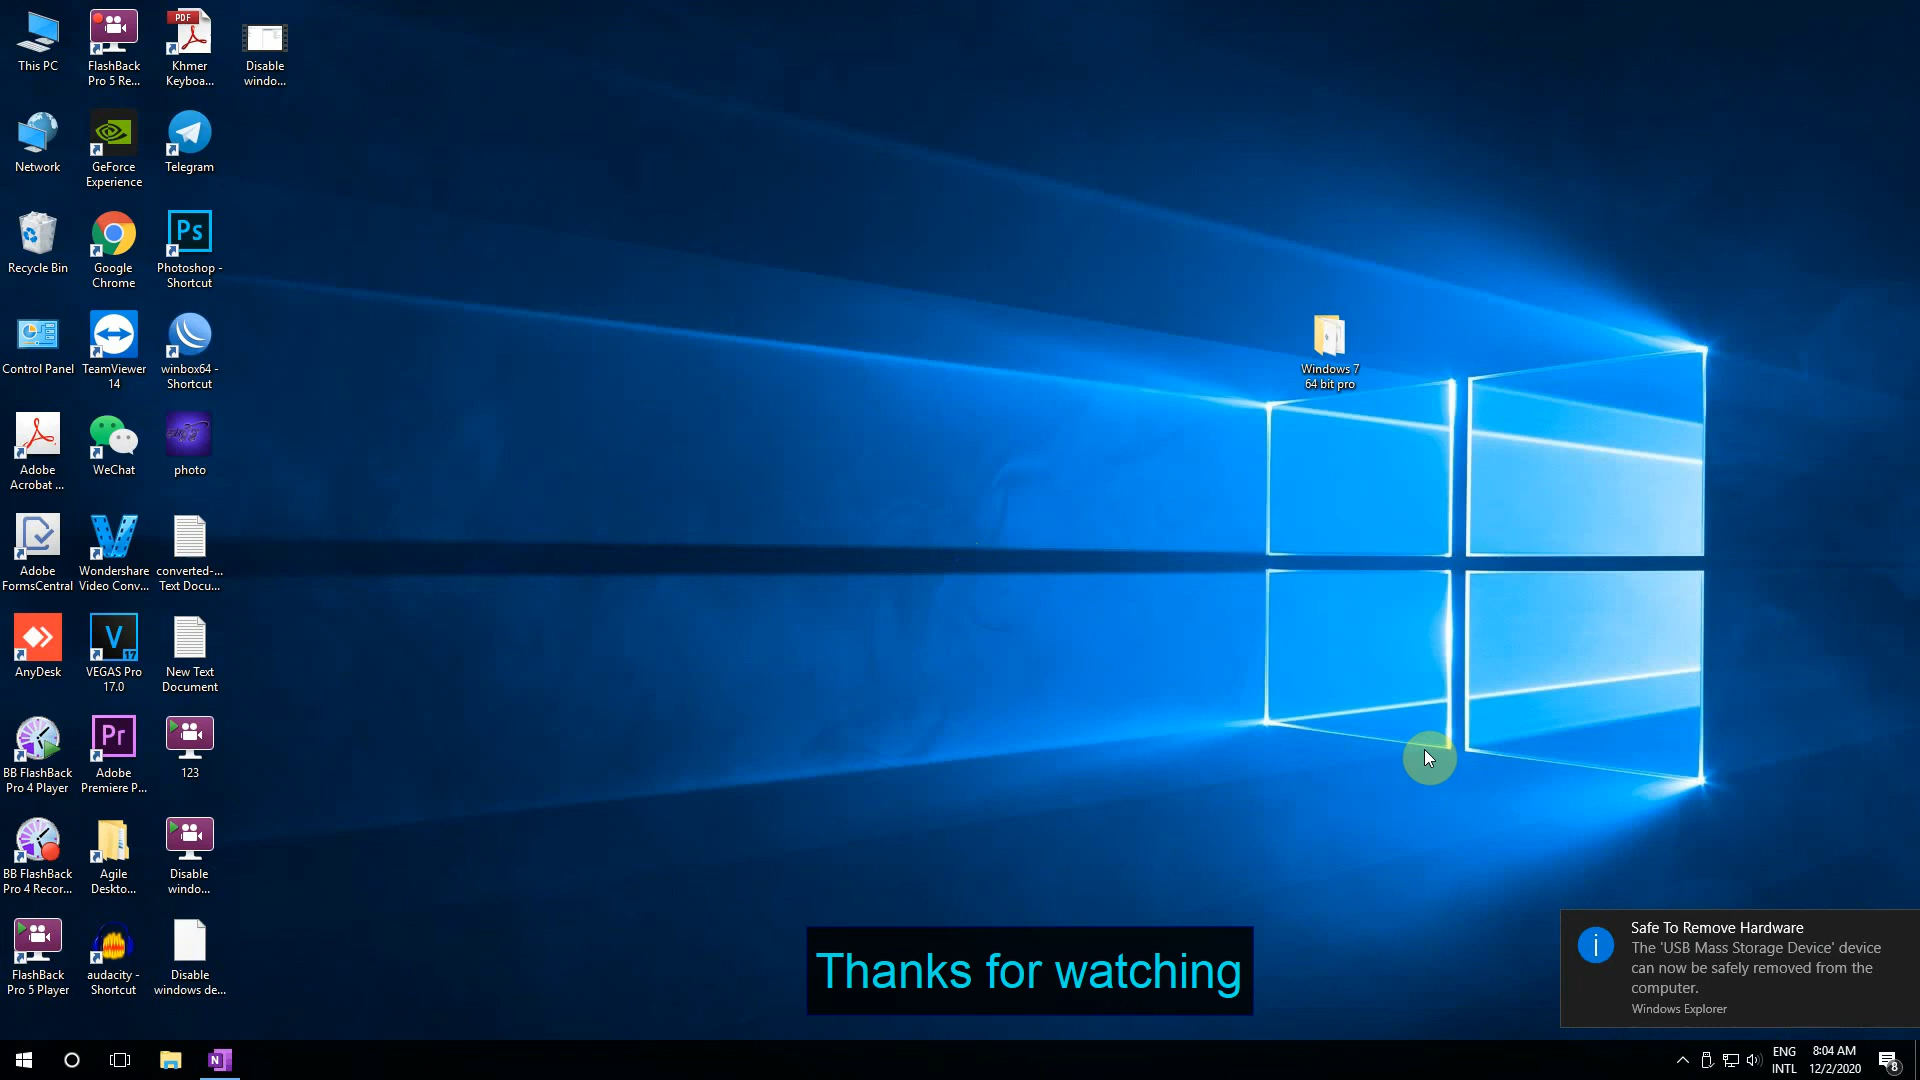 This PC
FlashBack
Pro 5 Re...
PDF
Khmer
Keyboa...
Disable
windo...
Network
GeForce
Experience
Telegram
Recycle Bin
Google
Chrome
Ps
Photoshop -
Shortcut
Control Panel
TeamViewer
14
winbox64 -
Shortcut
Windows 7
64 bit pro
Adobe
Acrobat ...
WeChat
photo
Adobe
FormsCentral
Wondershare
Video Conv...
converted-...
Text Docu...
AnyDesk
V
17
VEGAS Pro
17.0
New Text
Document
BB FlashBack
Pro 4 Player
Pr
Adobe
Premiere P...
123
BB FlashBack
Pro 4 Recor...
Agile
Deskto...
Disable
windo...
FlashBack
Pro 5 Player
audacity -
Shortcut
Disable
windows de...
Thanks for watching
Safe To Remove Hardware
The 'USB Mass Storage Device' device
can now be safely removed from the
computer.
Windows Explorer
N
ENG
INTL
8:04 AM
12/2/2020
8